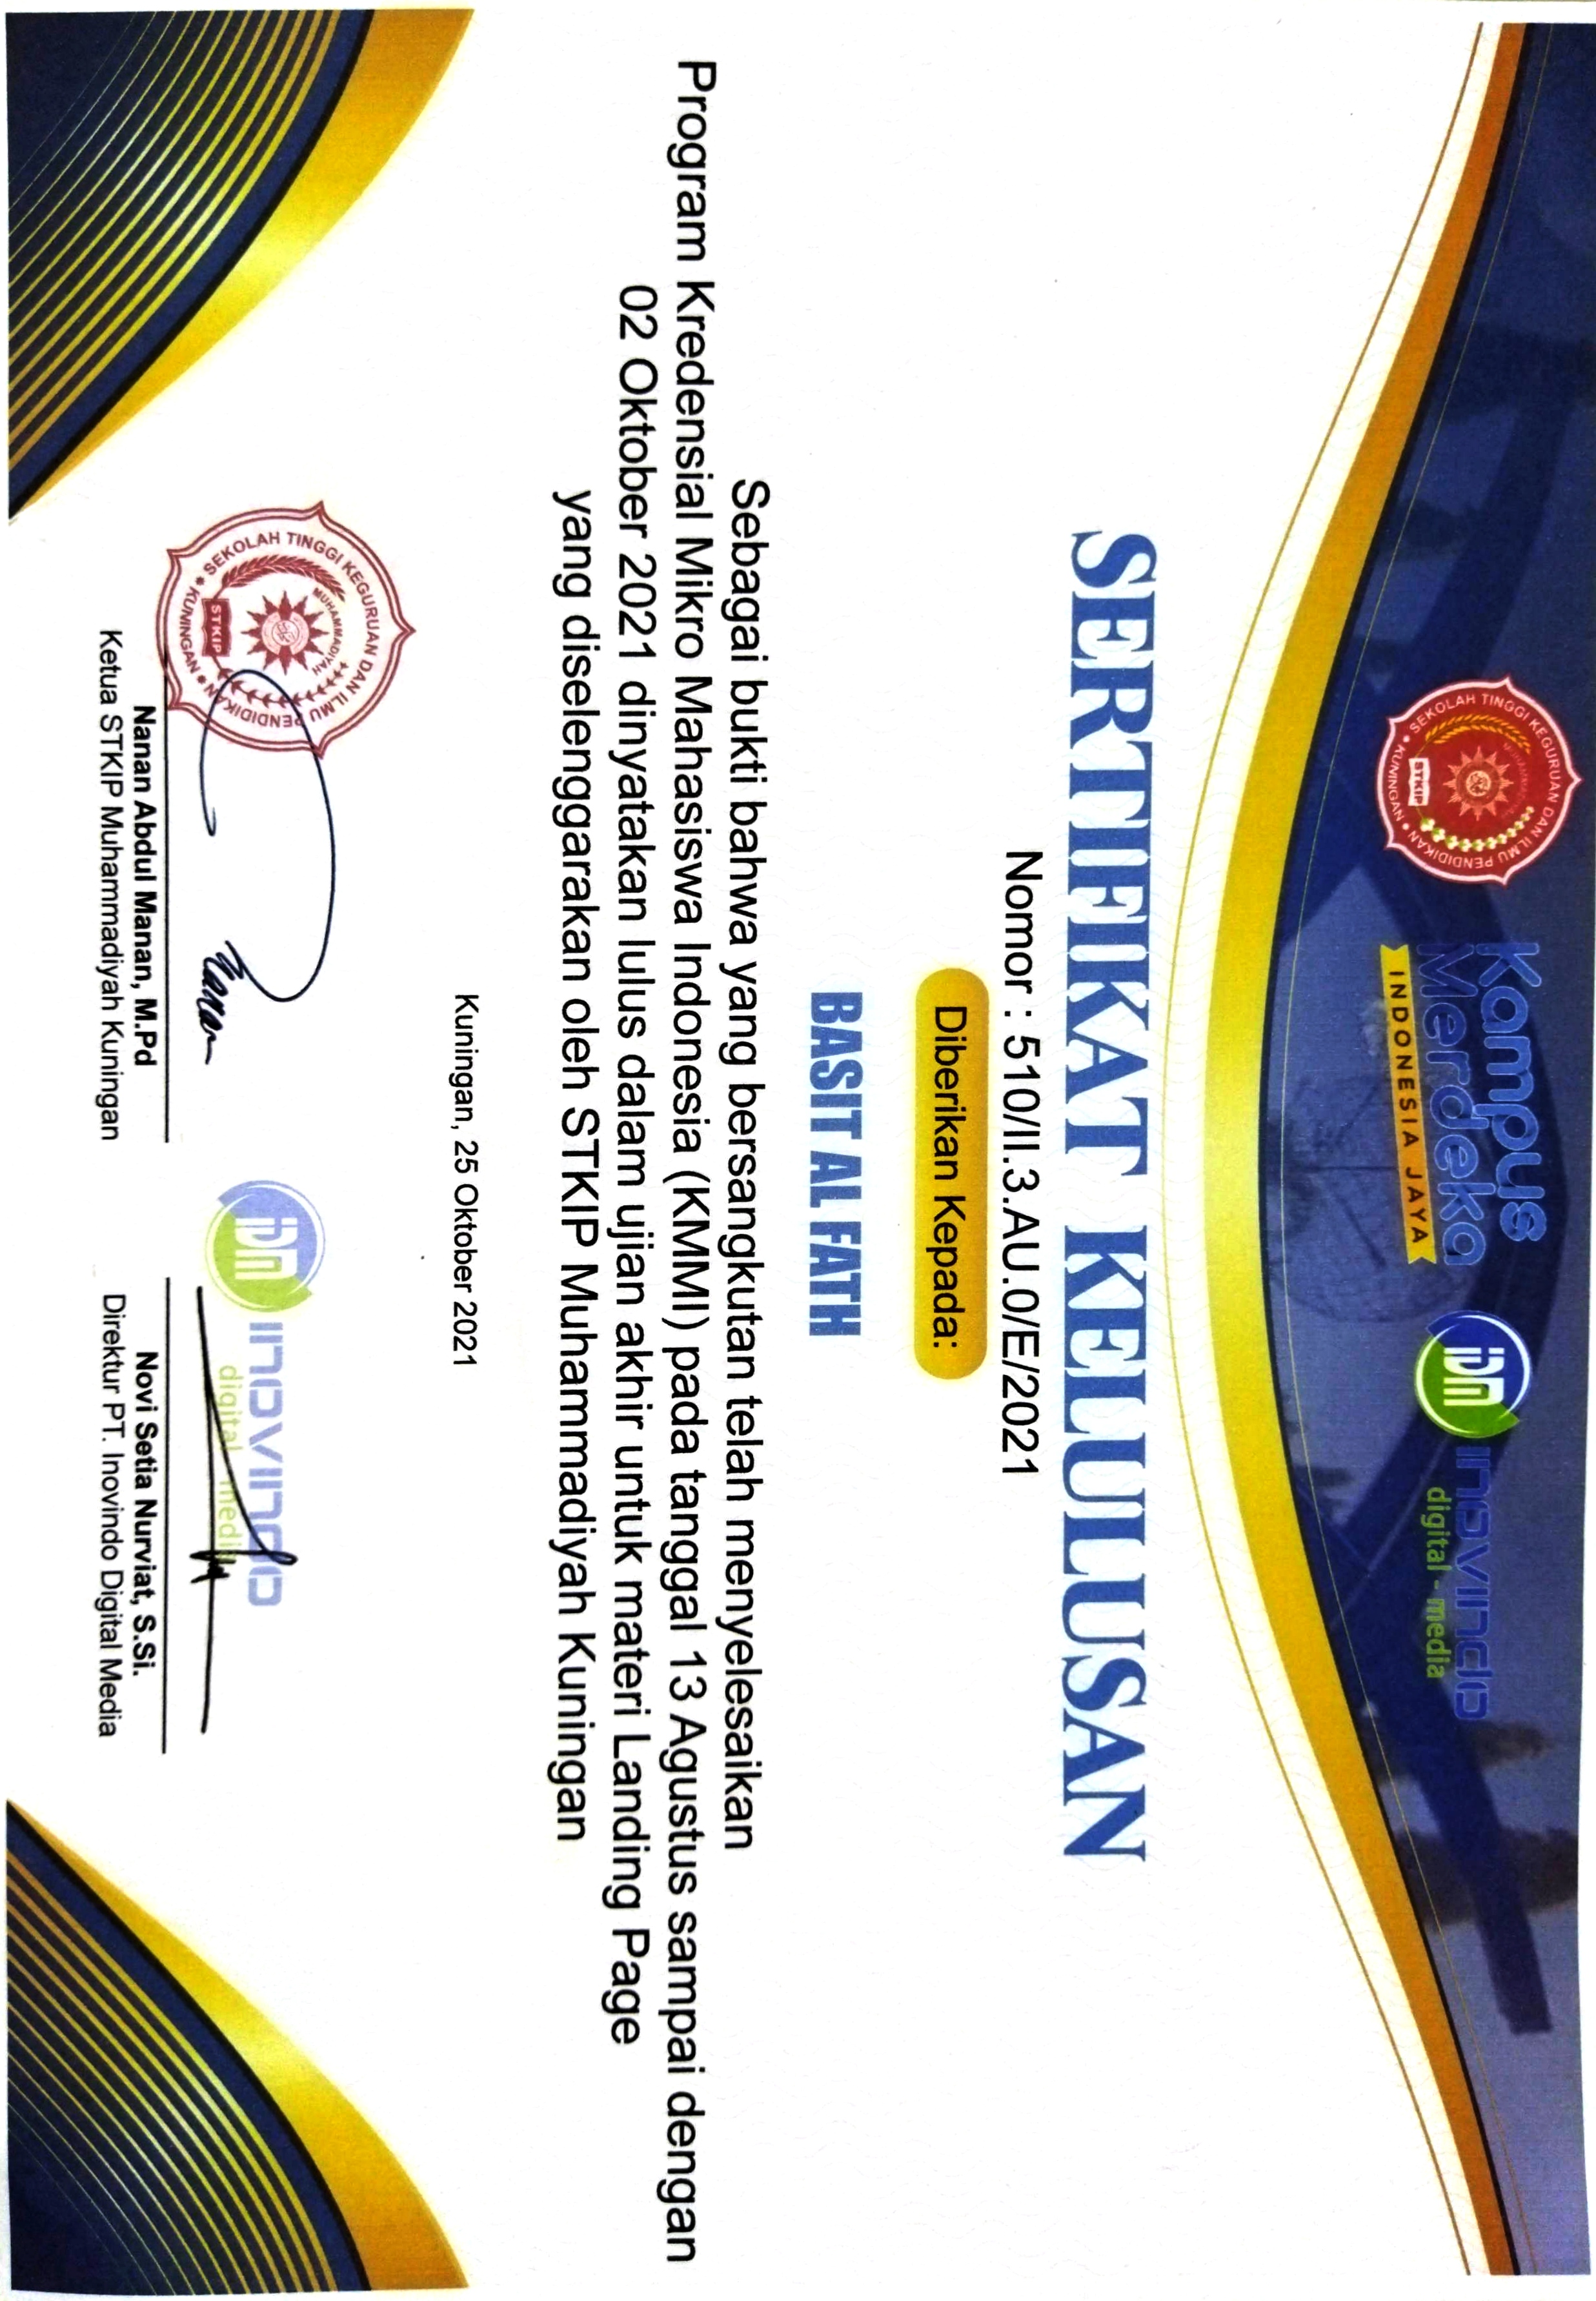 SEKOLAH TINGGI KEGURUAN DAN ILMU PENDIDIKAN
MUHAMMADIYAH
STKIP
KUNINGAN
Kampus
Merdeka
INDONESIA JAYA
iDM
INOVINDO
digital - media
SERTIFIKAT KELULUSAN
Nomor : 510/II.3.AU.0/E/2021
Diberikan Kepada:
BASIT AL FATH
Sebagai bukti bahwa yang bersangkutan telah menyelesaikan
Program Kredensial Mikro Mahasiswa Indonesia (KMMI) pada tanggal 13 Agustus sampai dengan
02 Oktober 2021 dinyatakan lulus dalam ujian akhir untuk materi Landing Page
yang diselenggarakan oleh STKIP Muhammadiyah Kuningan
Kuningan, 25 Oktober 2021
SEKOLAH TINGGI KEGURUAN DAN ILMU PENDIDIKAN
MUHAMMADIYAH
STKIP
KUNINGAN
Manan
iDM
INOVINDO
digital - media
Nanan Abdul Manan, M.Pd
Ketua STKIP Muhammadiyah Kuningan
Novi Setia Nurviat, S.Si.
Direktur PT. Inovindo Digital Media